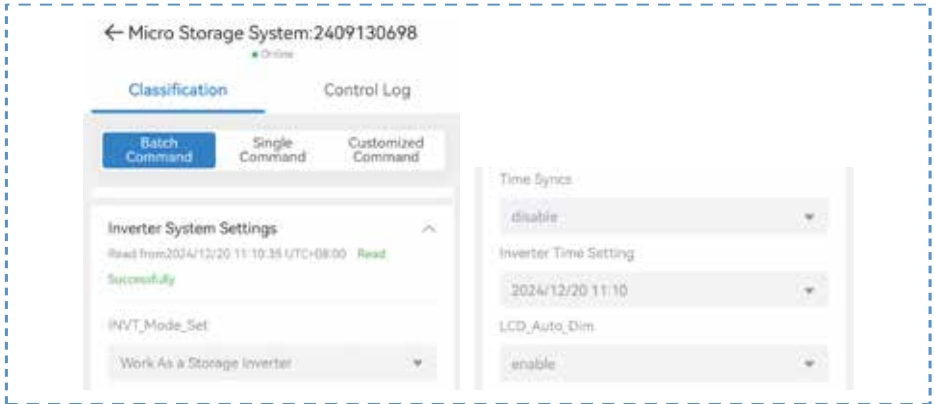 ← Micro Storage System:2409130698
Online
Classification Control Log
Batch Command
Single Command
Customized Command
Inverter System Settings
Read from2024/12/20 11:10:35 UTC+08:00 Read
Successfully
INVT_Mode_Set
Work As a Storage Inverter
Time Syncs
disable
Inverter Time Setting
2024/12/20 11:10
LCD_Auto_Dim
enable